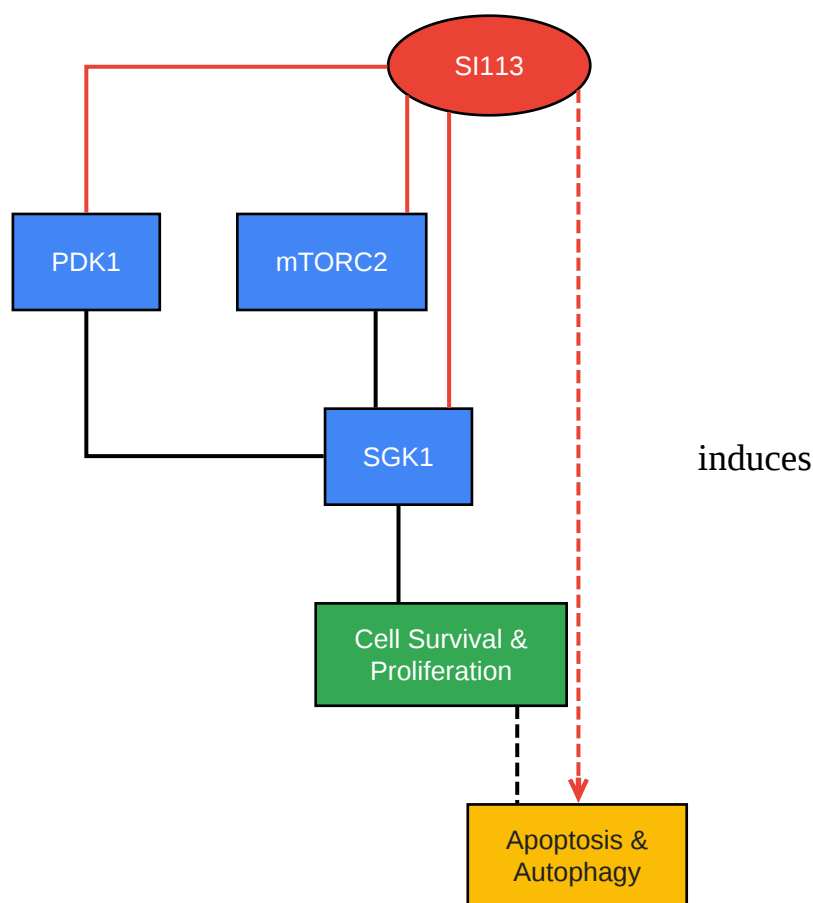 SI113
PDK1
mTORC2
SGK1
induces
Cell Survival &
Proliferation
Apoptosis &
Autophagy